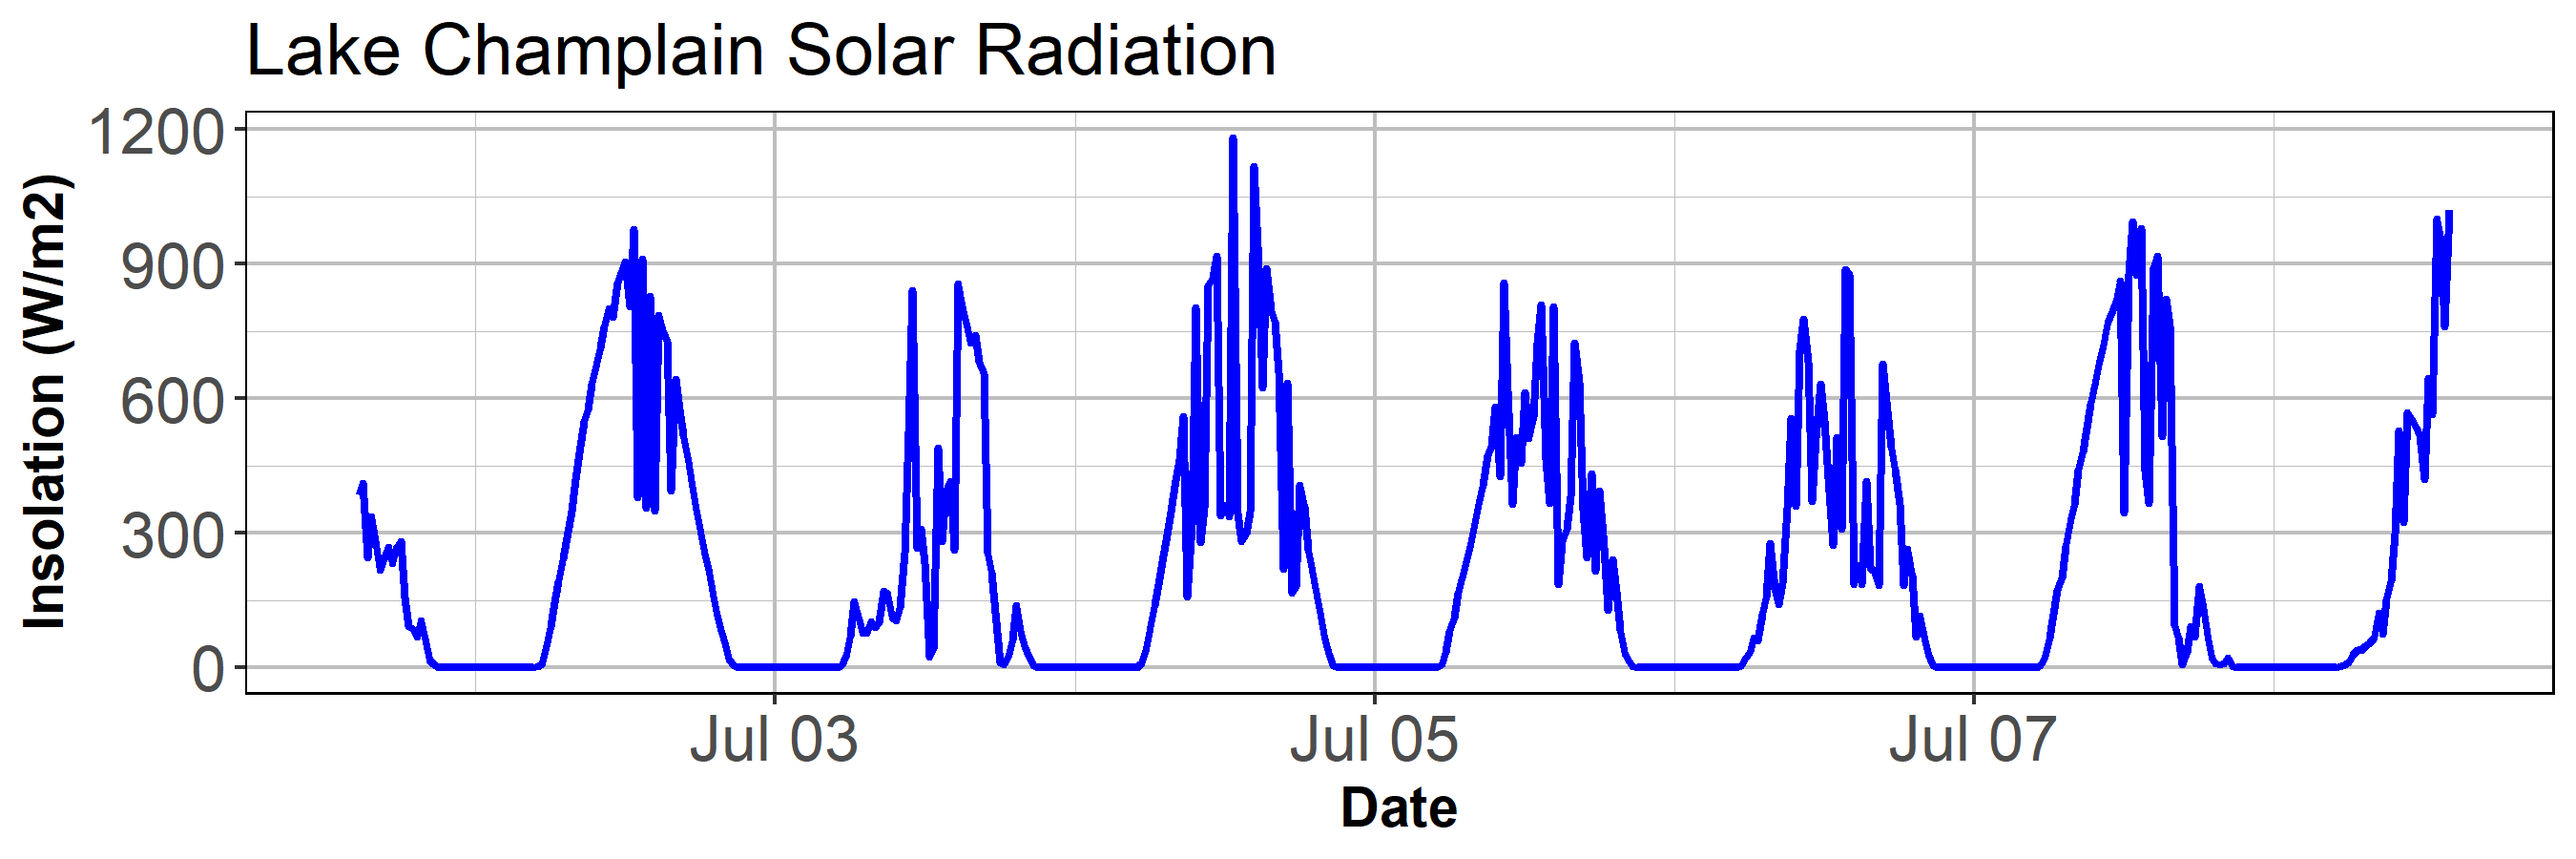 Lake Champlain Solar Radiation
1200
900
600
300
0
Insolation (W/m2)
Jul 03 Jul 05 Jul 07
Date